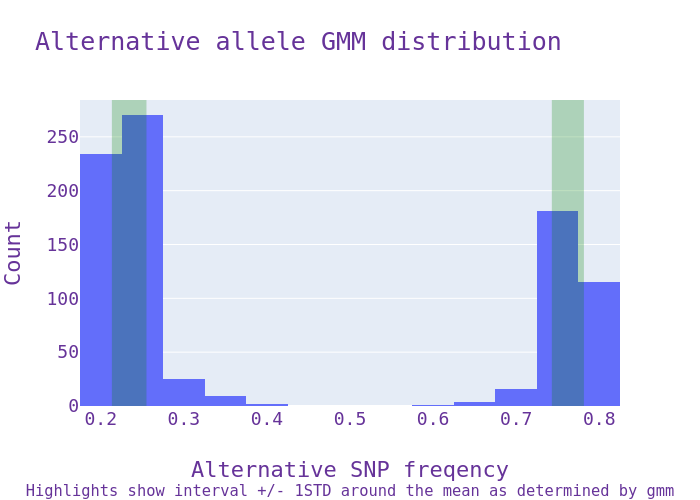 Alternative allele GMM distribution
250
200
150
100
50
0
Count
0.2 0.3 0.4 0.5 0.6 0.7 0.8
Alternative SNP freqency
Highlights show interval +/- 1STD around the mean as determined by gmm